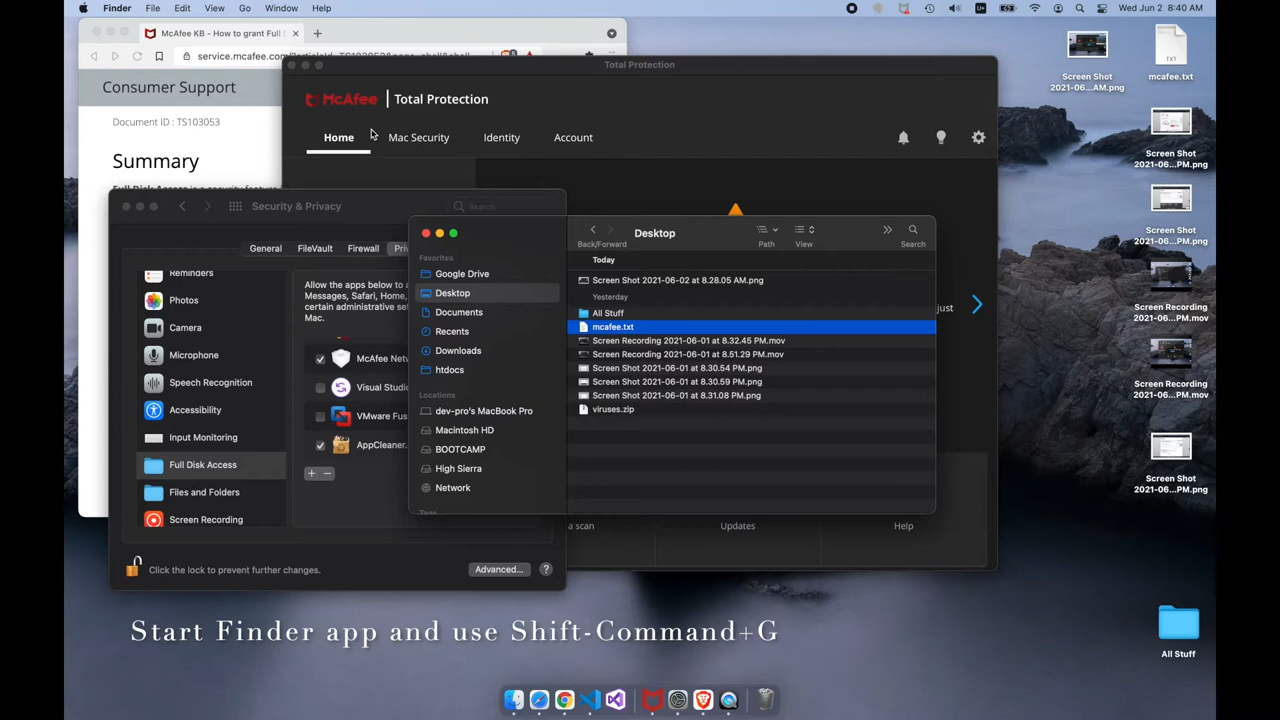 Finder File Edit View Go Window Help
Wed Jun 2 8:40 AM
McAfee KB - How to grant Full
service.mcafee.com
Consumer Support
Document ID : TS103053
Summary
Total Protection
McAfee | Total Protection
Home Mac Security Identity Account
Security & Privacy
Search
General FileVault Firewall
Reminders
Photos
Camera
Microphone
Speech Recognition
Accessibility
Input Monitoring
Full Disk Access
Files and Folders
Screen Recording
Allow the apps below to a
Messages, Safari, Home,
certain administrative set
Mac.
McAfee Net
Visual Studi
VMware Fus
AppCleaner.
+ −
Click the lock to prevent further changes.
Advanced...
?
Favorites
Google Drive
Desktop
Documents
Recents
Downloads
htdocs
Locations
dev-pro's MacBook Pro
Macintosh HD
BOOTCAMP
High Sierra
Network
Tags
Desktop
Back/Forward
Path
View
Search
Today
Screen Shot 2021-06-02 at 8.28.05 AM.png
Yesterday
All Stuff
mcafee.txt
Screen Recording 2021-06-01 at 8.32.45 PM.mov
Screen Recording 2021-06-01 at 8.51.29 PM.mov
Screen Shot 2021-06-01 at 8.30.54 PM.png
Screen Shot 2021-06-01 at 8.30.59 PM.png
Screen Shot 2021-06-01 at 8.31.08 PM.png
viruses.zip
just
a scan
Updates
Help
Screen Shot
2021-06...AM.png
TXT
mcafee.txt
Screen Shot
2021-06...PM.png
Screen Shot
2021-06...PM.png
Screen Recording
2021-06...PM.mov
Screen Recording
2021-06...PM.mov
Screen Shot
2021-06...PM.png
All Stuff
Start Finder app and use Shift-Command+G